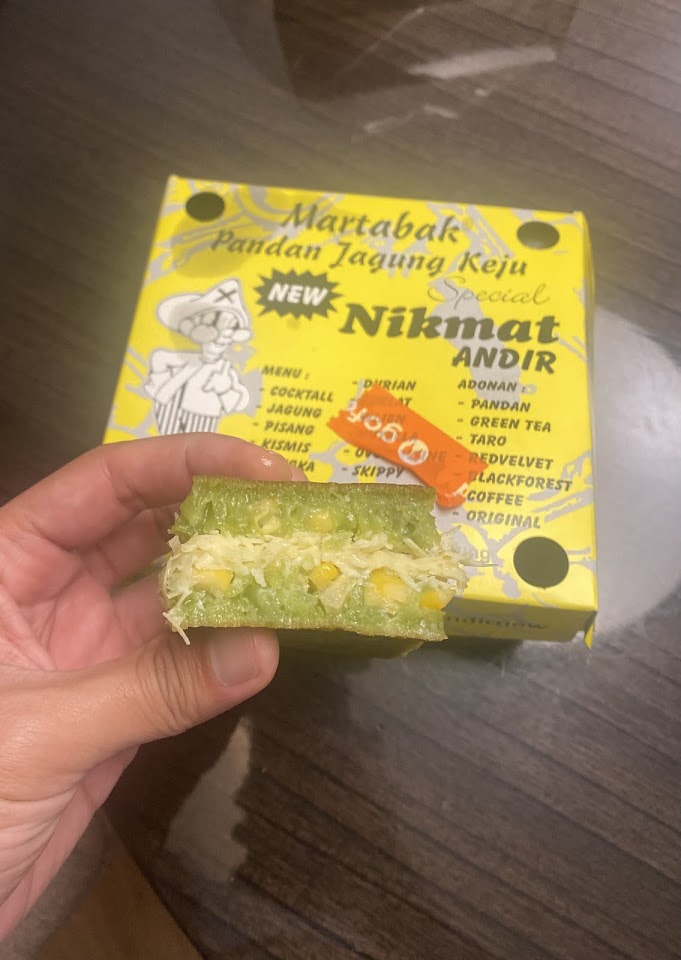 Martabak
Pandan Jagung Keju
Special
NEW
Nikmat
ANDIR
MENU :
- COCKTALL
- JAGUNG
- PISANG
- KISMIS
- DURIAN
- SKIPPY
ADONAN :
- PANDAN
- GREEN TEA
- TARO
- REDVELVET
- BLACKFOREST
- COFFEE
- ORIGINAL